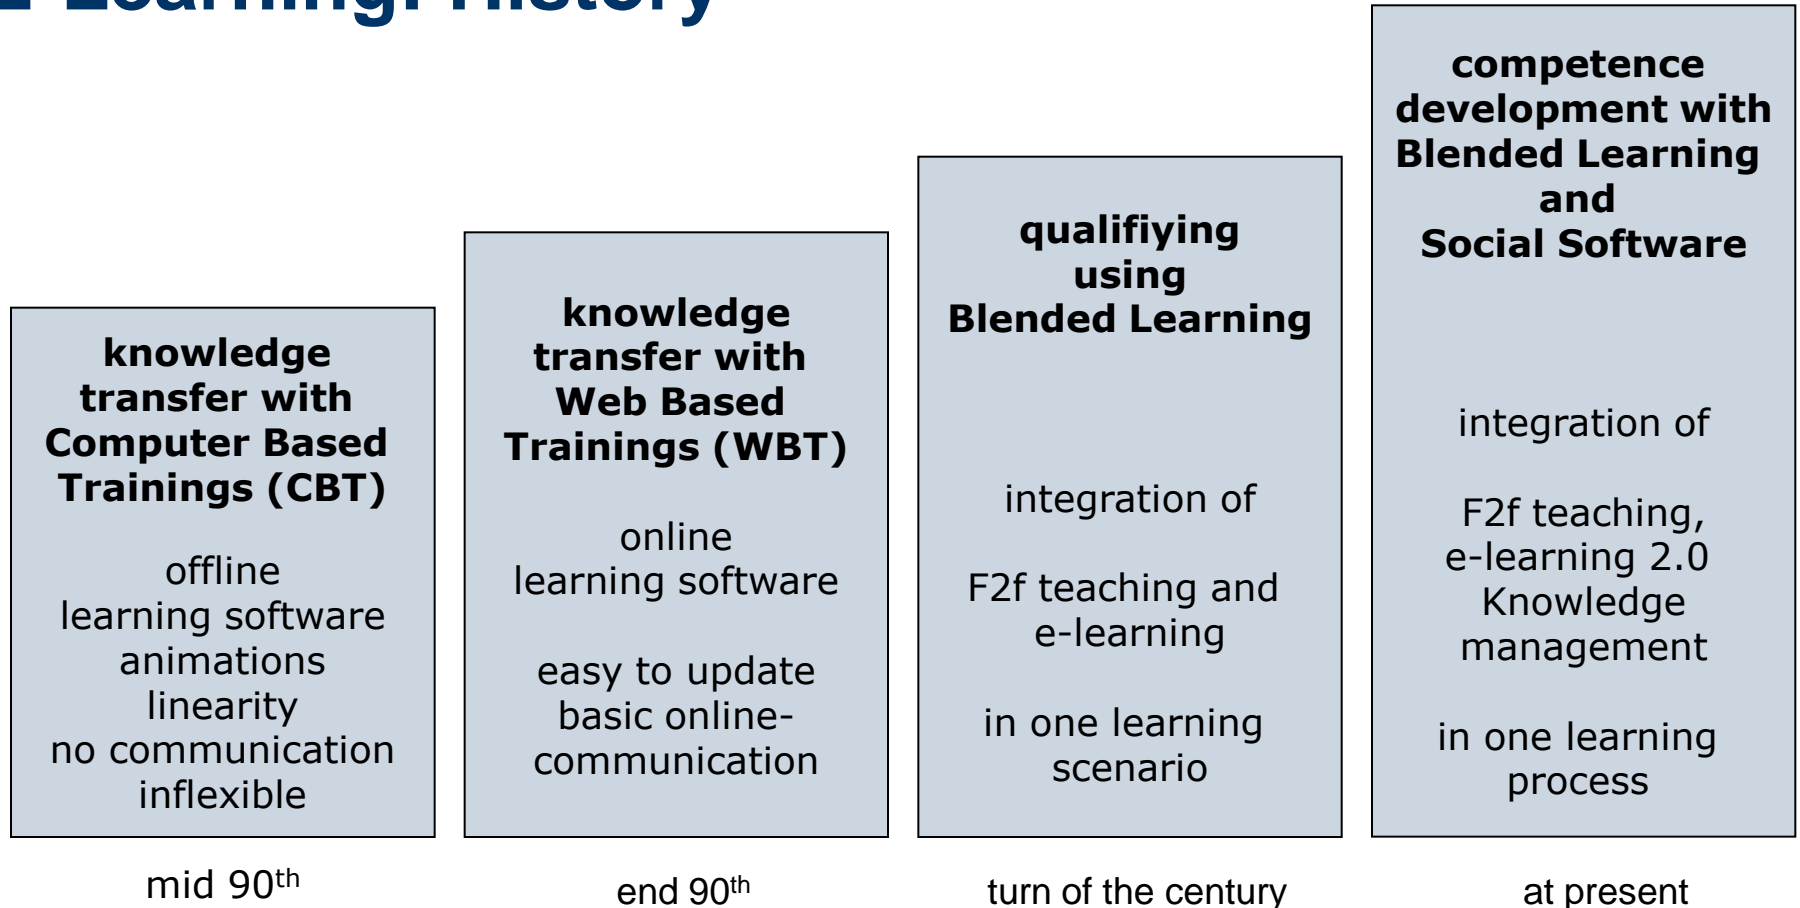 E-Learning: History
knowledge
transfer with
Computer Based
Trainings (CBT)
offline
learning software
animations
linearity
no communication
inflexible
mid 90th
knowledge
transfer with
Web Based
Trainings (WBT)
online
learning software
easy to update
basic online-
communication
end 90th
qualifiying
using
Blended Learning
integration of
F2f teaching and
e-learning
in one learning
scenario
turn of the century
competence
development with
Blended Learning
and
Social Software
integration of
F2f teaching,
e-learning 2.0
Knowledge
management
in one learning
process
at present